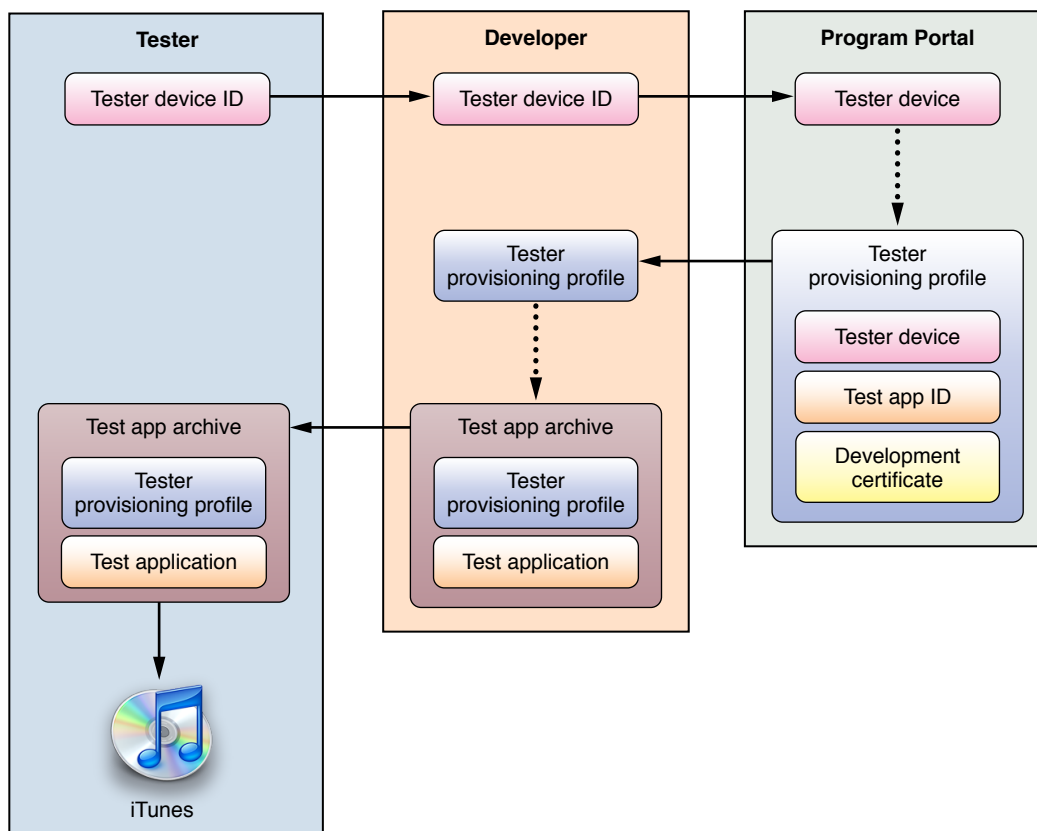 Tester
Developer
Program Portal
Tester device ID
Tester device ID
Tester device
Tester
provisioning profile
Tester
provisioning profile
Tester device
Test app ID
Development
certificate
Test app archive
Tester
provisioning profile
Test application
Test app archive
Tester
provisioning profile
Test application
iTunes